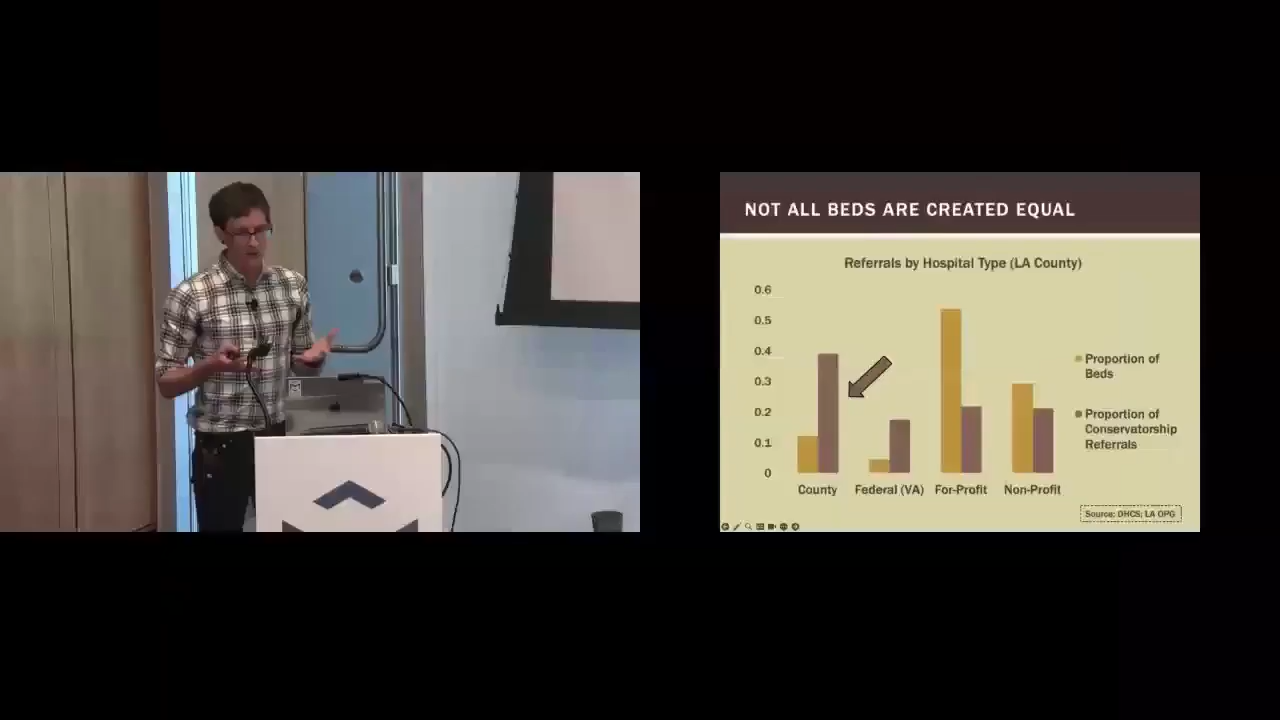 NOT ALL BEDS ARE CREATED EQUAL
Referrals by Hospital Type (LA County)
0.6
0.5
0.4
0.3
0.2
0.1
0
County
Federal (VA)
For-Profit
Non-Profit
Proportion of
Beds
Proportion of
Conservatorship
Referrals
Source: DHCS; LA OPG